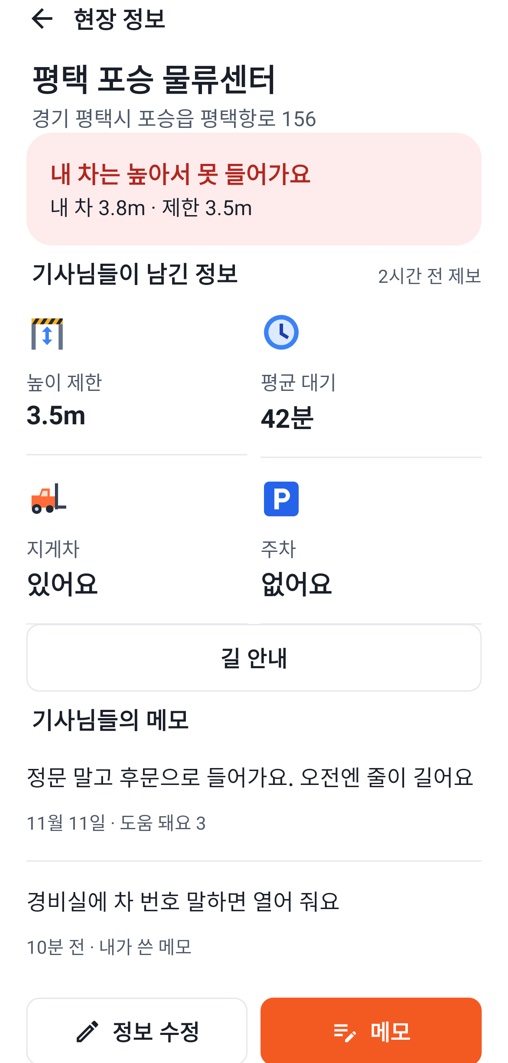 현장 정보
평택 포승 물류센터
경기 평택시 포승읍 평택항로 156
내 차는 높아서 못 들어가요
내 차 3.8m · 제한 3.5m
기사님들이 남긴 정보
2시간 전 제보
높이 제한
3.5m
평균 대기
42분
지게차
있어요
P
주차
없어요
길 안내
기사님들의 메모
정문 말고 후문으로 들어가요. 오전엔 줄이 길어요
11월 11일 · 도움 돼요 3
경비실에 차 번호 말하면 열어 줘요
10분 전 · 내가 쓴 메모
정보 수정
메모